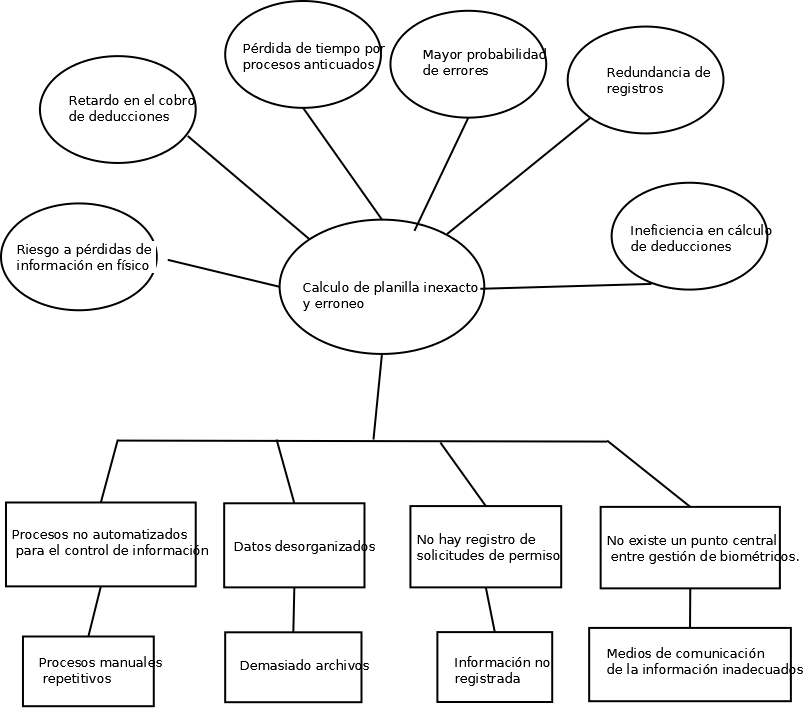 Pérdida de tiempo por
procesos anticuados
Mayor probabilidad
de errores
Redundancia de
registros
Retardo en el cobro
de deducciones
Riesgo a pérdidas de
información en físico
Ineficiencia en cálculo
de deducciones
Calculo de planilla inexacto
y erroneo
Procesos no automatizados
para el control de información
Datos desorganizados
No hay registro de
solicitudes de permiso
No existe un punto central
entre gestión de biométricos.
Procesos manuales
repetitivos
Demasiado archivos
Información no
registrada
Medios de comunicación
de la información inadecuados